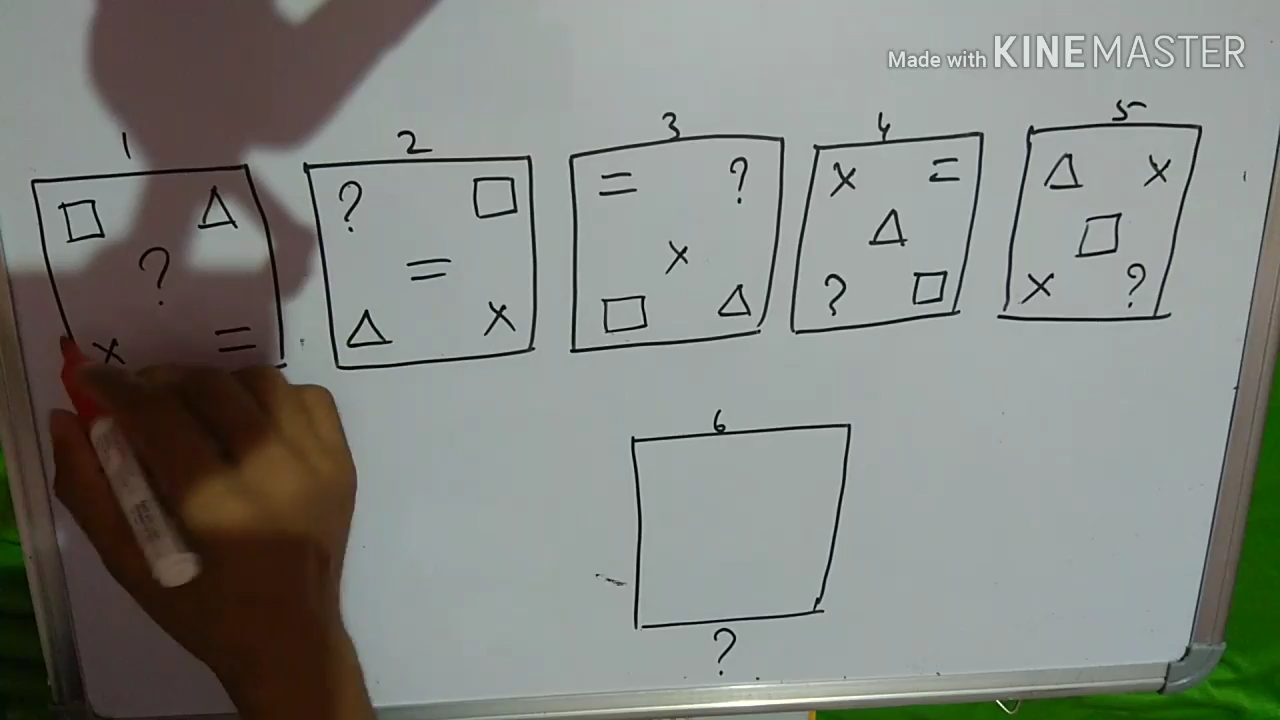 Made with KINEMASTER
1 2 3 4 5
□ △ ? □ = ? x = △ x
? = x △ □
x = △ x □ △ ? □ x ?
6
?